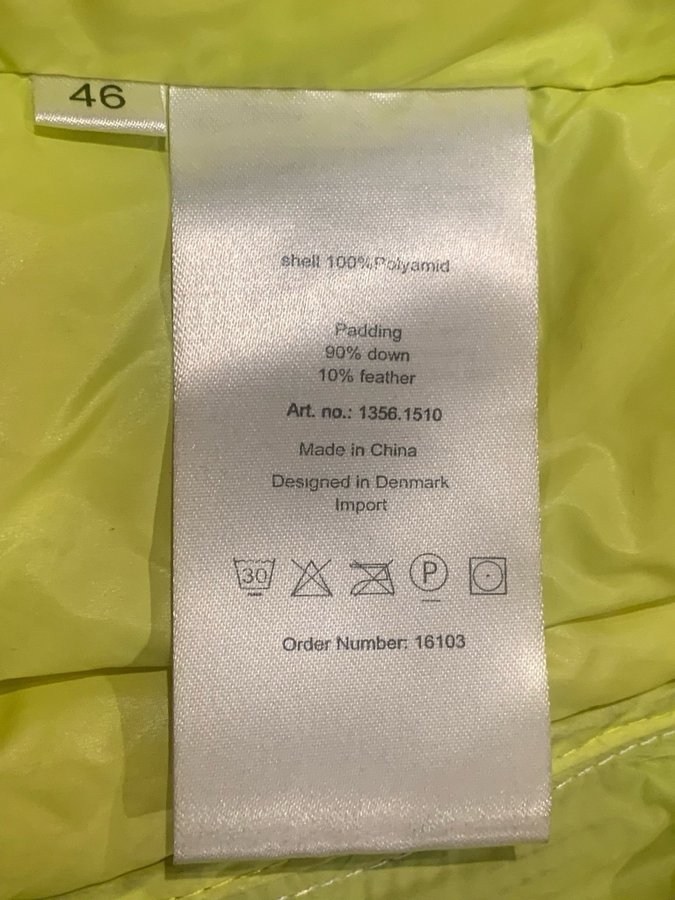 46
shell 100%Polyamid
Padding
90% down
10% feather
Art. no.: 1356.1510
Made in China
Designed in Denmark
Import
30 P
Order Number: 16103